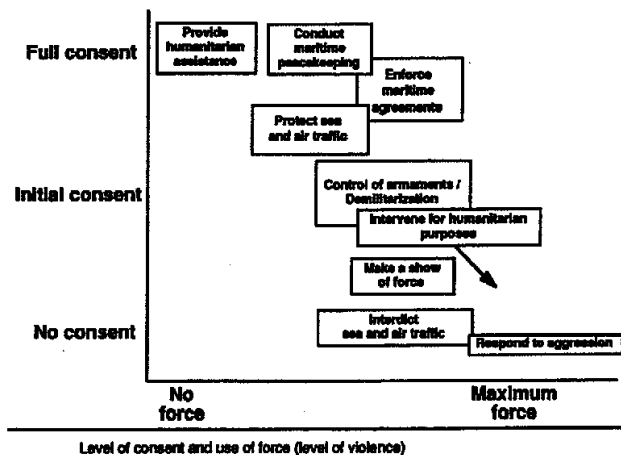 Full consent
Provide
humanitarian
assistance
Conduct
maritime
peacekeeping
Enforce
maritime
agreements
Protect sea
and air traffic
Initial consent
Control of armaments /
Demilitarization
Intervene for humanitarian
purposes
Make a show
of force
No consent
Interdict
sea and air traffic
Respond to aggression
No
force
Maximum
force
Level of consent and use of force (level of violence)